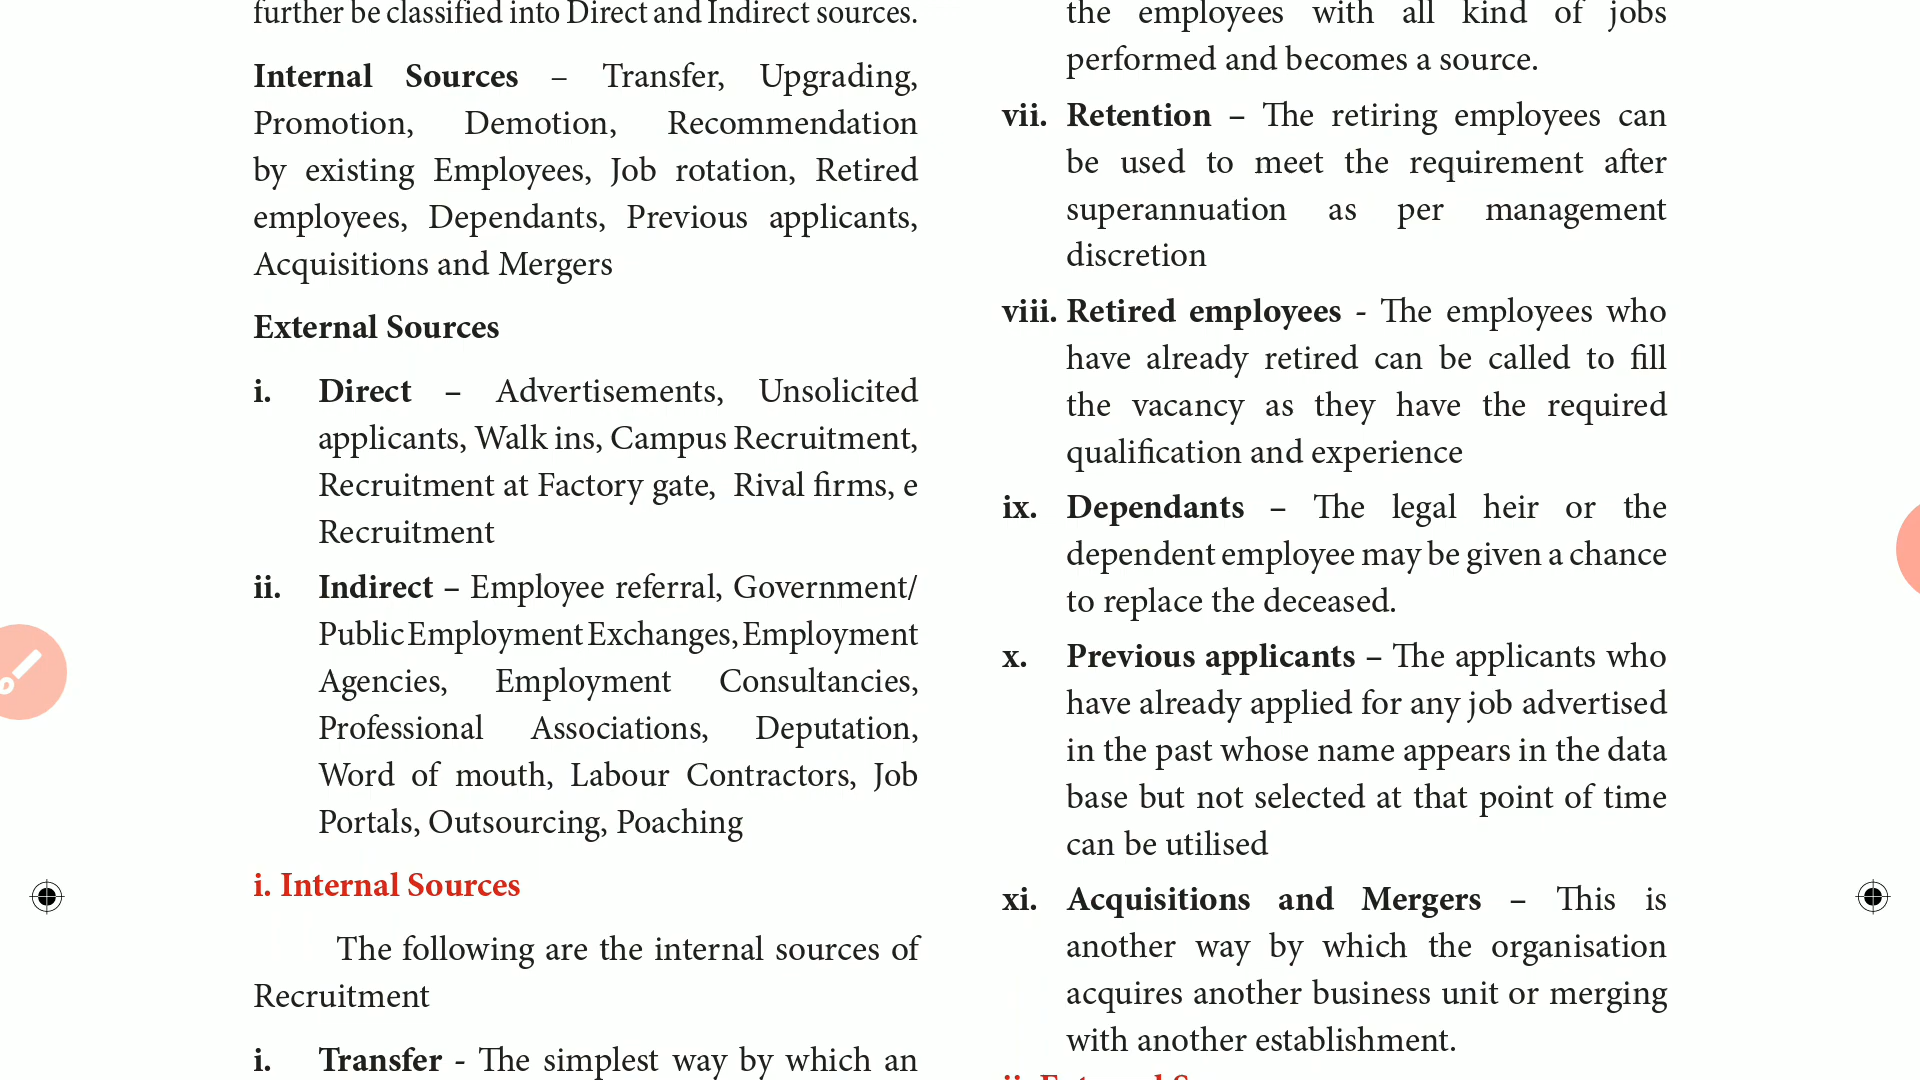 further be classified into Direct and Indirect sources.
Internal Sources – Transfer, Upgrading,
Promotion, Demotion, Recommendation
by existing Employees, Job rotation, Retired
employees, Dependants, Previous applicants,
Acquisitions and Mergers
External Sources
i. Direct – Advertisements, Unsolicited
applicants, Walk ins, Campus Recruitment,
Recruitment at Factory gate, Rival firms, e
Recruitment
ii. Indirect – Employee referral, Government/
Public Employment Exchanges, Employment
Agencies, Employment Consultancies,
Professional Associations, Deputation,
Word of mouth, Labour Contractors, Job
Portals, Outsourcing, Poaching
i. Internal Sources
The following are the internal sources of
Recruitment
i. Transfer - The simplest way by which an
the employees with all kind of jobs
performed and becomes a source.
vii. Retention – The retiring employees can
be used to meet the requirement after
superannuation as per management
discretion
viii. Retired employees - The employees who
have already retired can be called to fill
the vacancy as they have the required
qualification and experience
ix. Dependants – The legal heir or the
dependent employee may be given a chance
to replace the deceased.
x. Previous applicants – The applicants who
have already applied for any job advertised
in the past whose name appears in the data
base but not selected at that point of time
can be utilised
xi. Acquisitions and Mergers – This is
another way by which the organisation
acquires another business unit or merging
with another establishment.